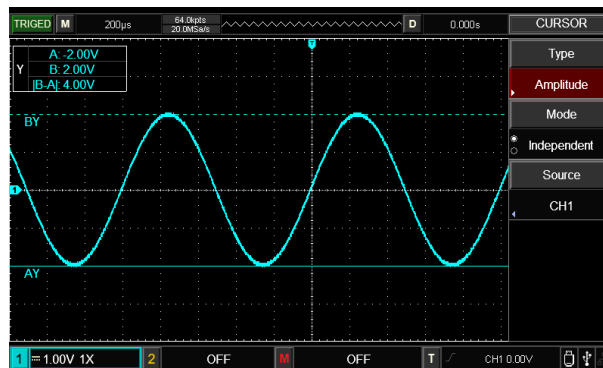 TRIGED M 200µs 64.0kpts D 0.000s CURSOR
20.0MSa/s
Type
A:-2.00V
Y B: 2.00V
|B-A|: 4.00V
Amplitude
Mode
BY
Independent
Source
1
CH1
AY
1 1.00V 1X 2 OFF M OFF T CH1 0.00V